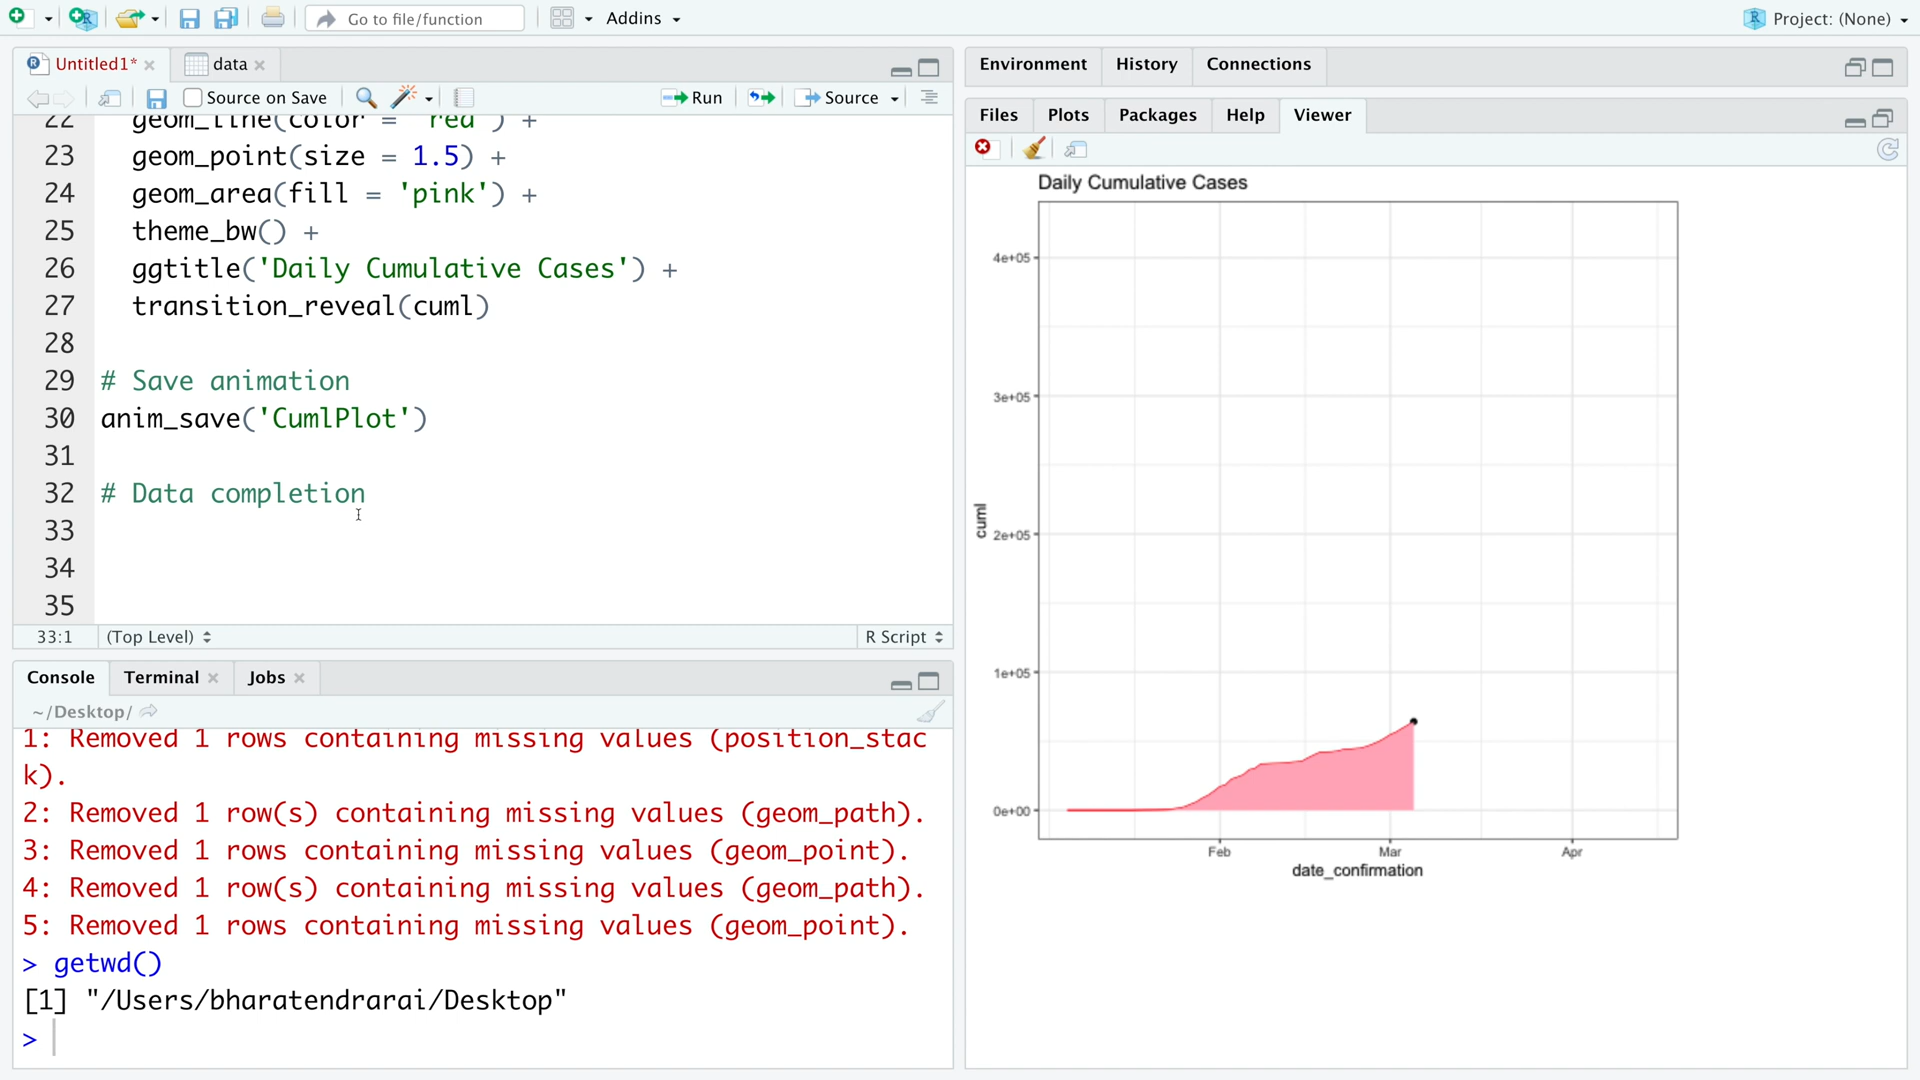 Go to file/function
Addins
Project: (None)
Untitled1*
data
Source on Save
Run
Source
22 geom_line(color = 'red') +
23 geom_point(size = 1.5) +
24 geom_area(fill = 'pink') +
25 theme_bw() +
26 ggtitle('Daily Cumulative Cases') +
27 transition_reveal(cuml)
28
29 # Save animation
30 anim_save('CumlPlot')
31
32 # Data completion
33
34
35
33:1 (Top Level) R Script
Console Terminal Jobs
~/Desktop/
1: Removed 1 rows containing missing values (position_stac
k).
2: Removed 1 row(s) containing missing values (geom_path).
3: Removed 1 rows containing missing values (geom_point).
4: Removed 1 row(s) containing missing values (geom_path).
5: Removed 1 rows containing missing values (geom_point).
> getwd()
[1] "/Users/bharatendrarai/Desktop"
>
Environment History Connections
Files Plots Packages Help Viewer
Daily Cumulative Cases
4e+05
3e+05
cuml
2e+05
1e+05
0e+00
Feb Mar Apr
date_confirmation